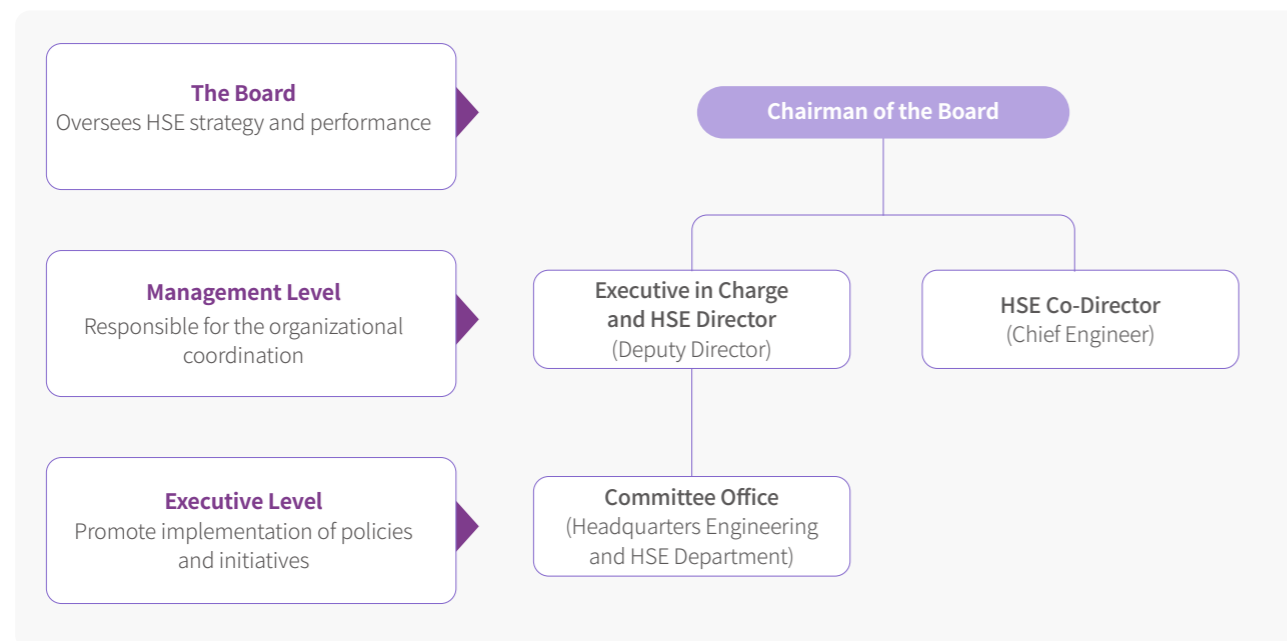 The Board
Oversees HSE strategy and performance
Chairman of the Board
Management Level
Responsible for the organizational
coordination
Executive in Charge
and HSE Director
(Deputy Director)
HSE Co-Director
(Chief Engineer)
Executive Level
Promote implementation of policies
and initiatives
Committee Office
(Headquarters Engineering
and HSE Department)